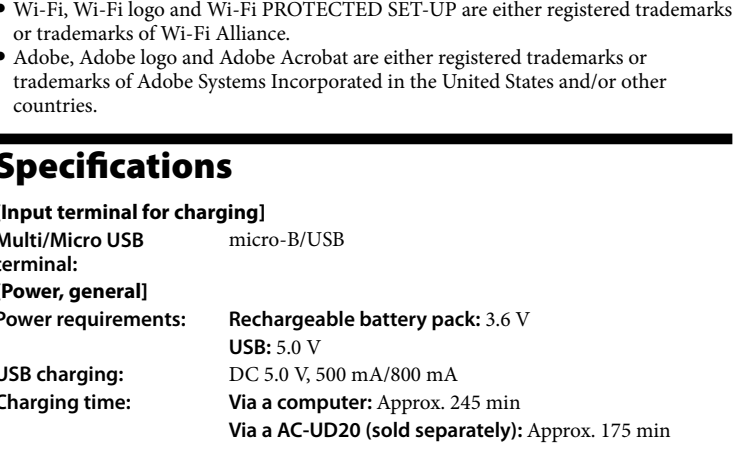 • Wi-Fi, Wi-Fi logo and Wi-Fi PROTECTED SET-UP are either registered trademarks
or trademarks of Wi-Fi Alliance.
• Adobe, Adobe logo and Adobe Acrobat are either registered trademarks or
trademarks of Adobe Systems Incorporated in the United States and/or other
countries.
Specifications
[Input terminal for charging]
Multi/Micro USB terminal: micro-B/USB
[Power, general]
Power requirements: Rechargeable battery pack: 3.6 V
USB: 5.0 V
USB charging: DC 5.0 V, 500 mA/800 mA
Charging time: Via a computer: Approx. 245 min
Via a AC-UD20 (sold separately): Approx. 175 min